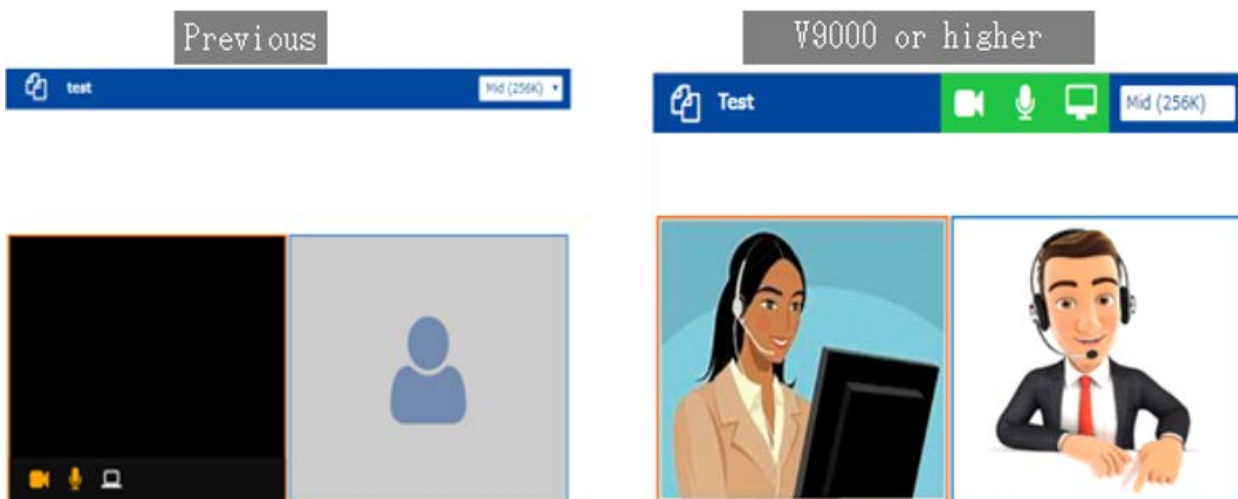 Previous
V9000 or higher
test
Mid (256K)
Test
Mid (256K)